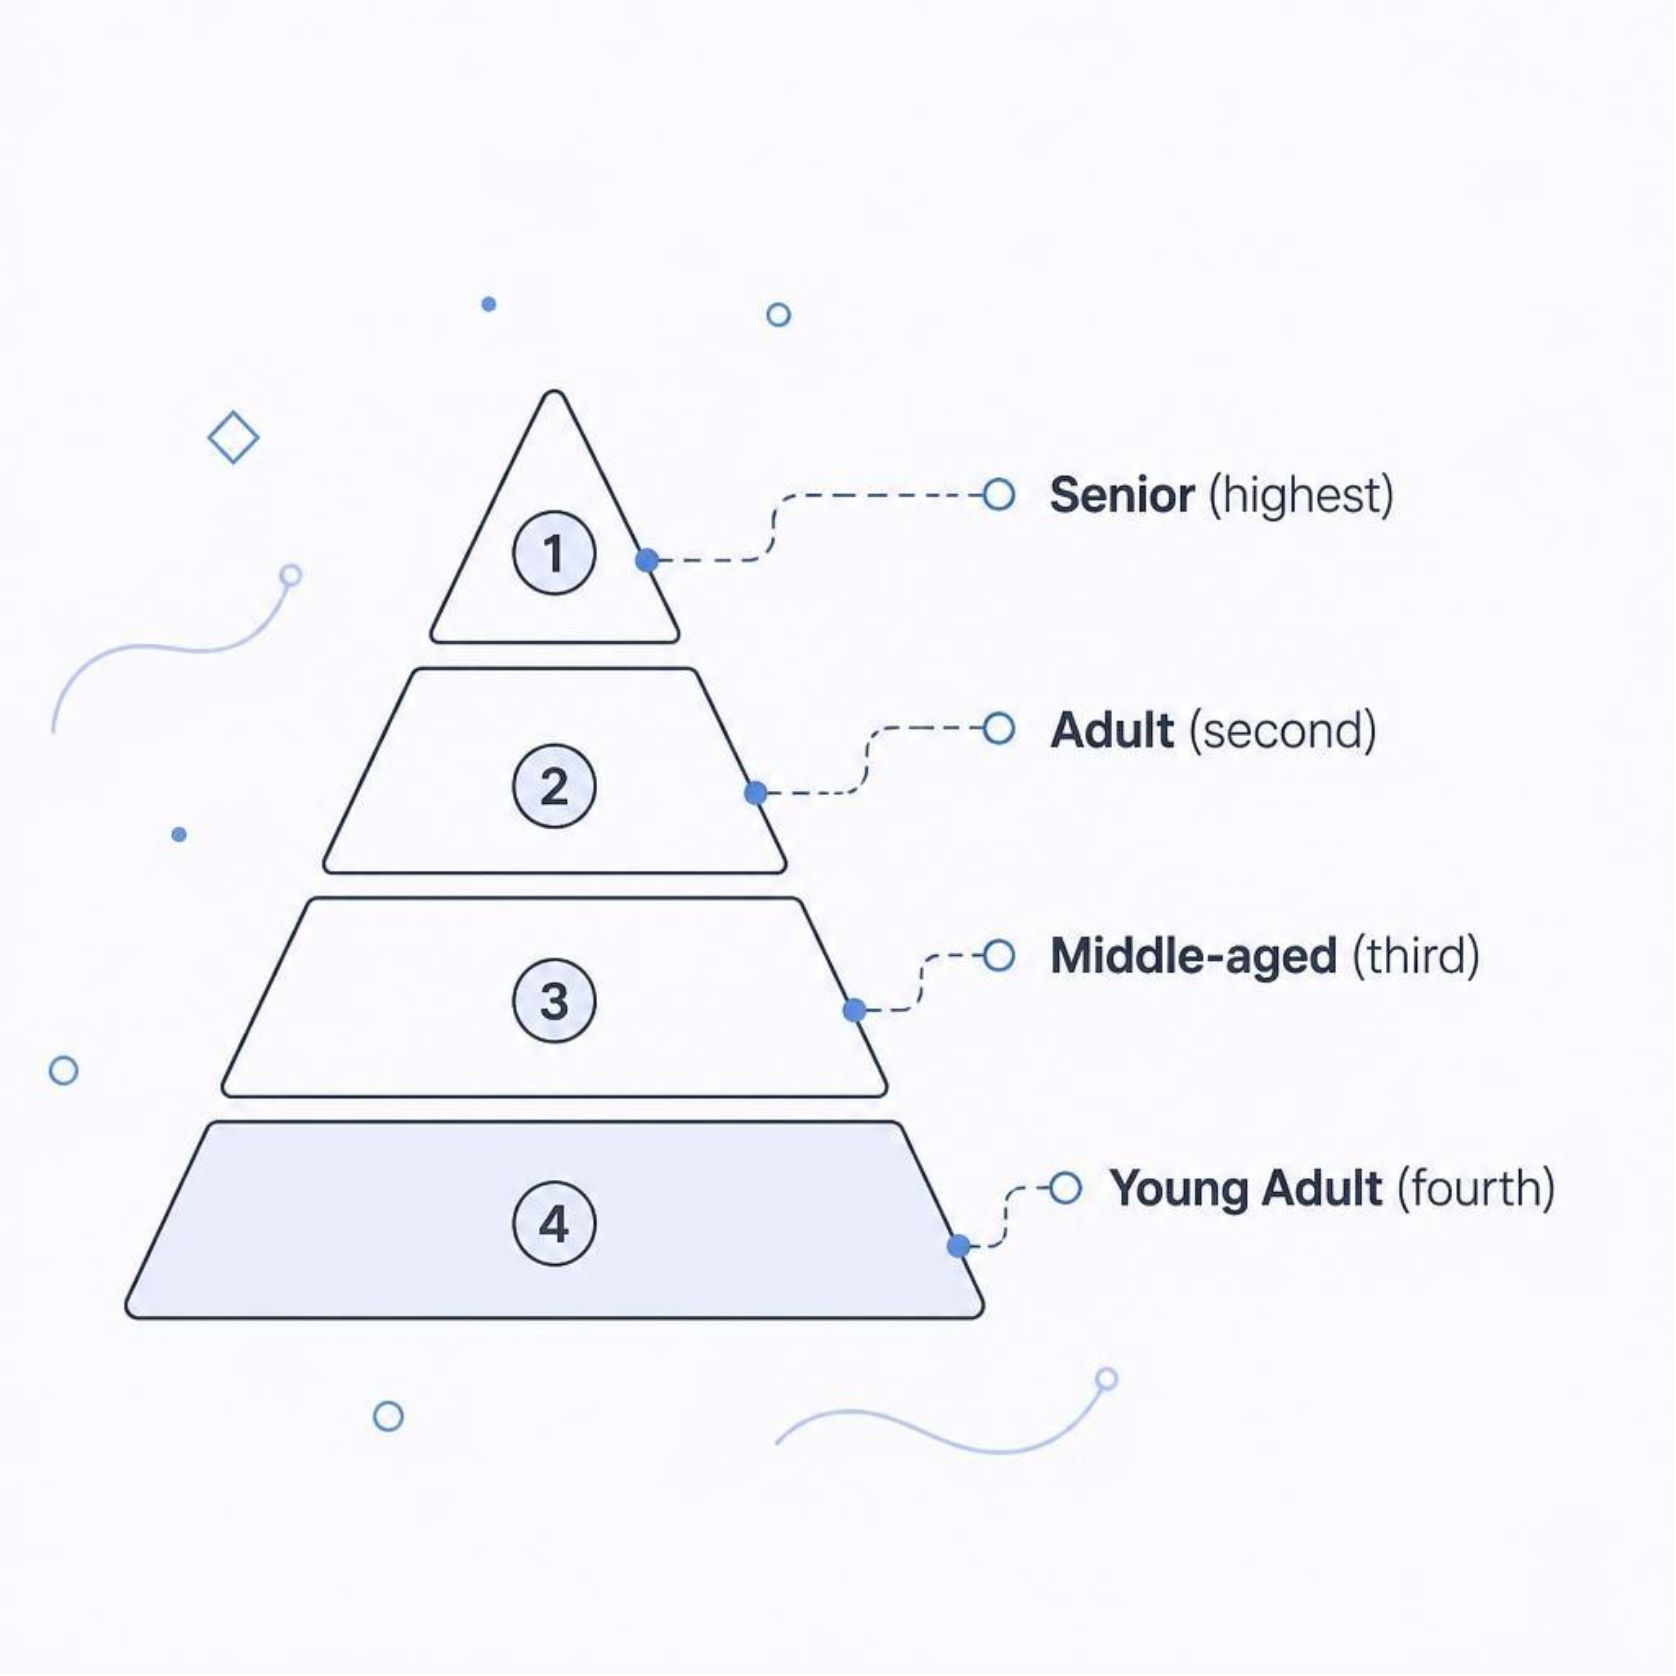 1
Senior (highest)
2
Adult (second)
3
Middle-aged (third)
4
Young Adult (fourth)